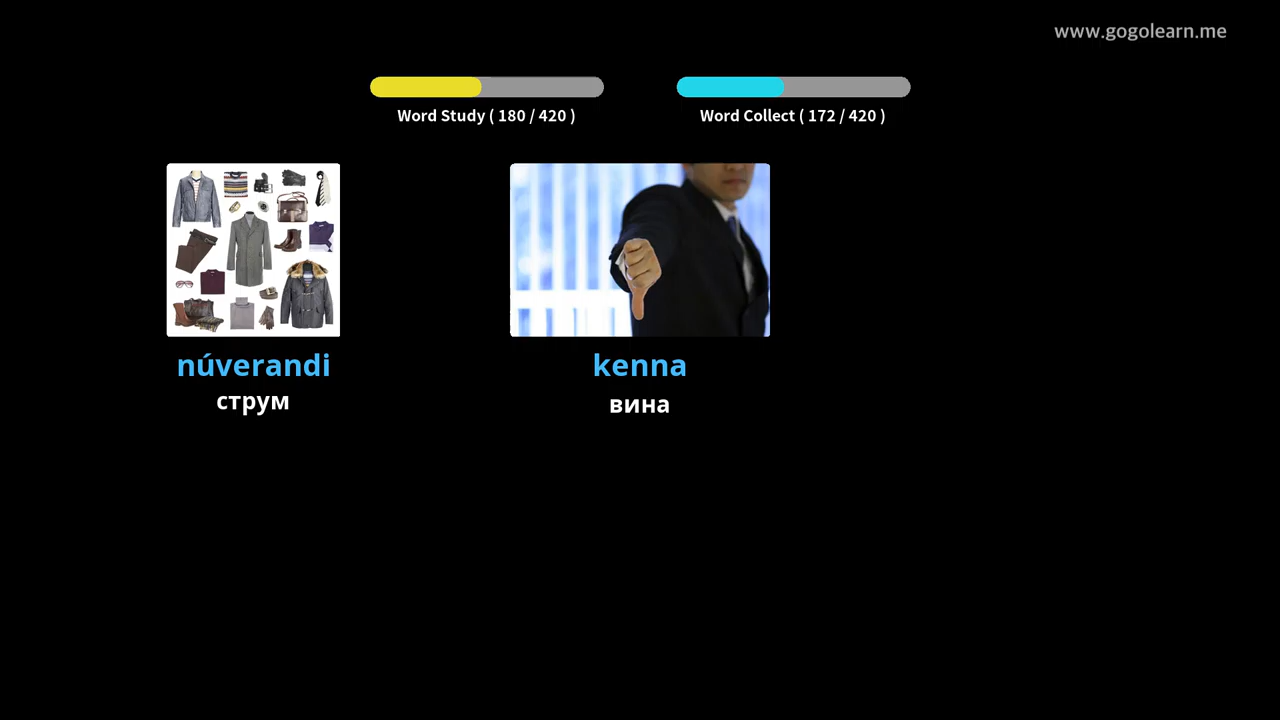 www.gogolearn.me
Word Study ( 180 / 420 )
Word Collect ( 172 / 420 )
núverandi
струм
kenna
вина